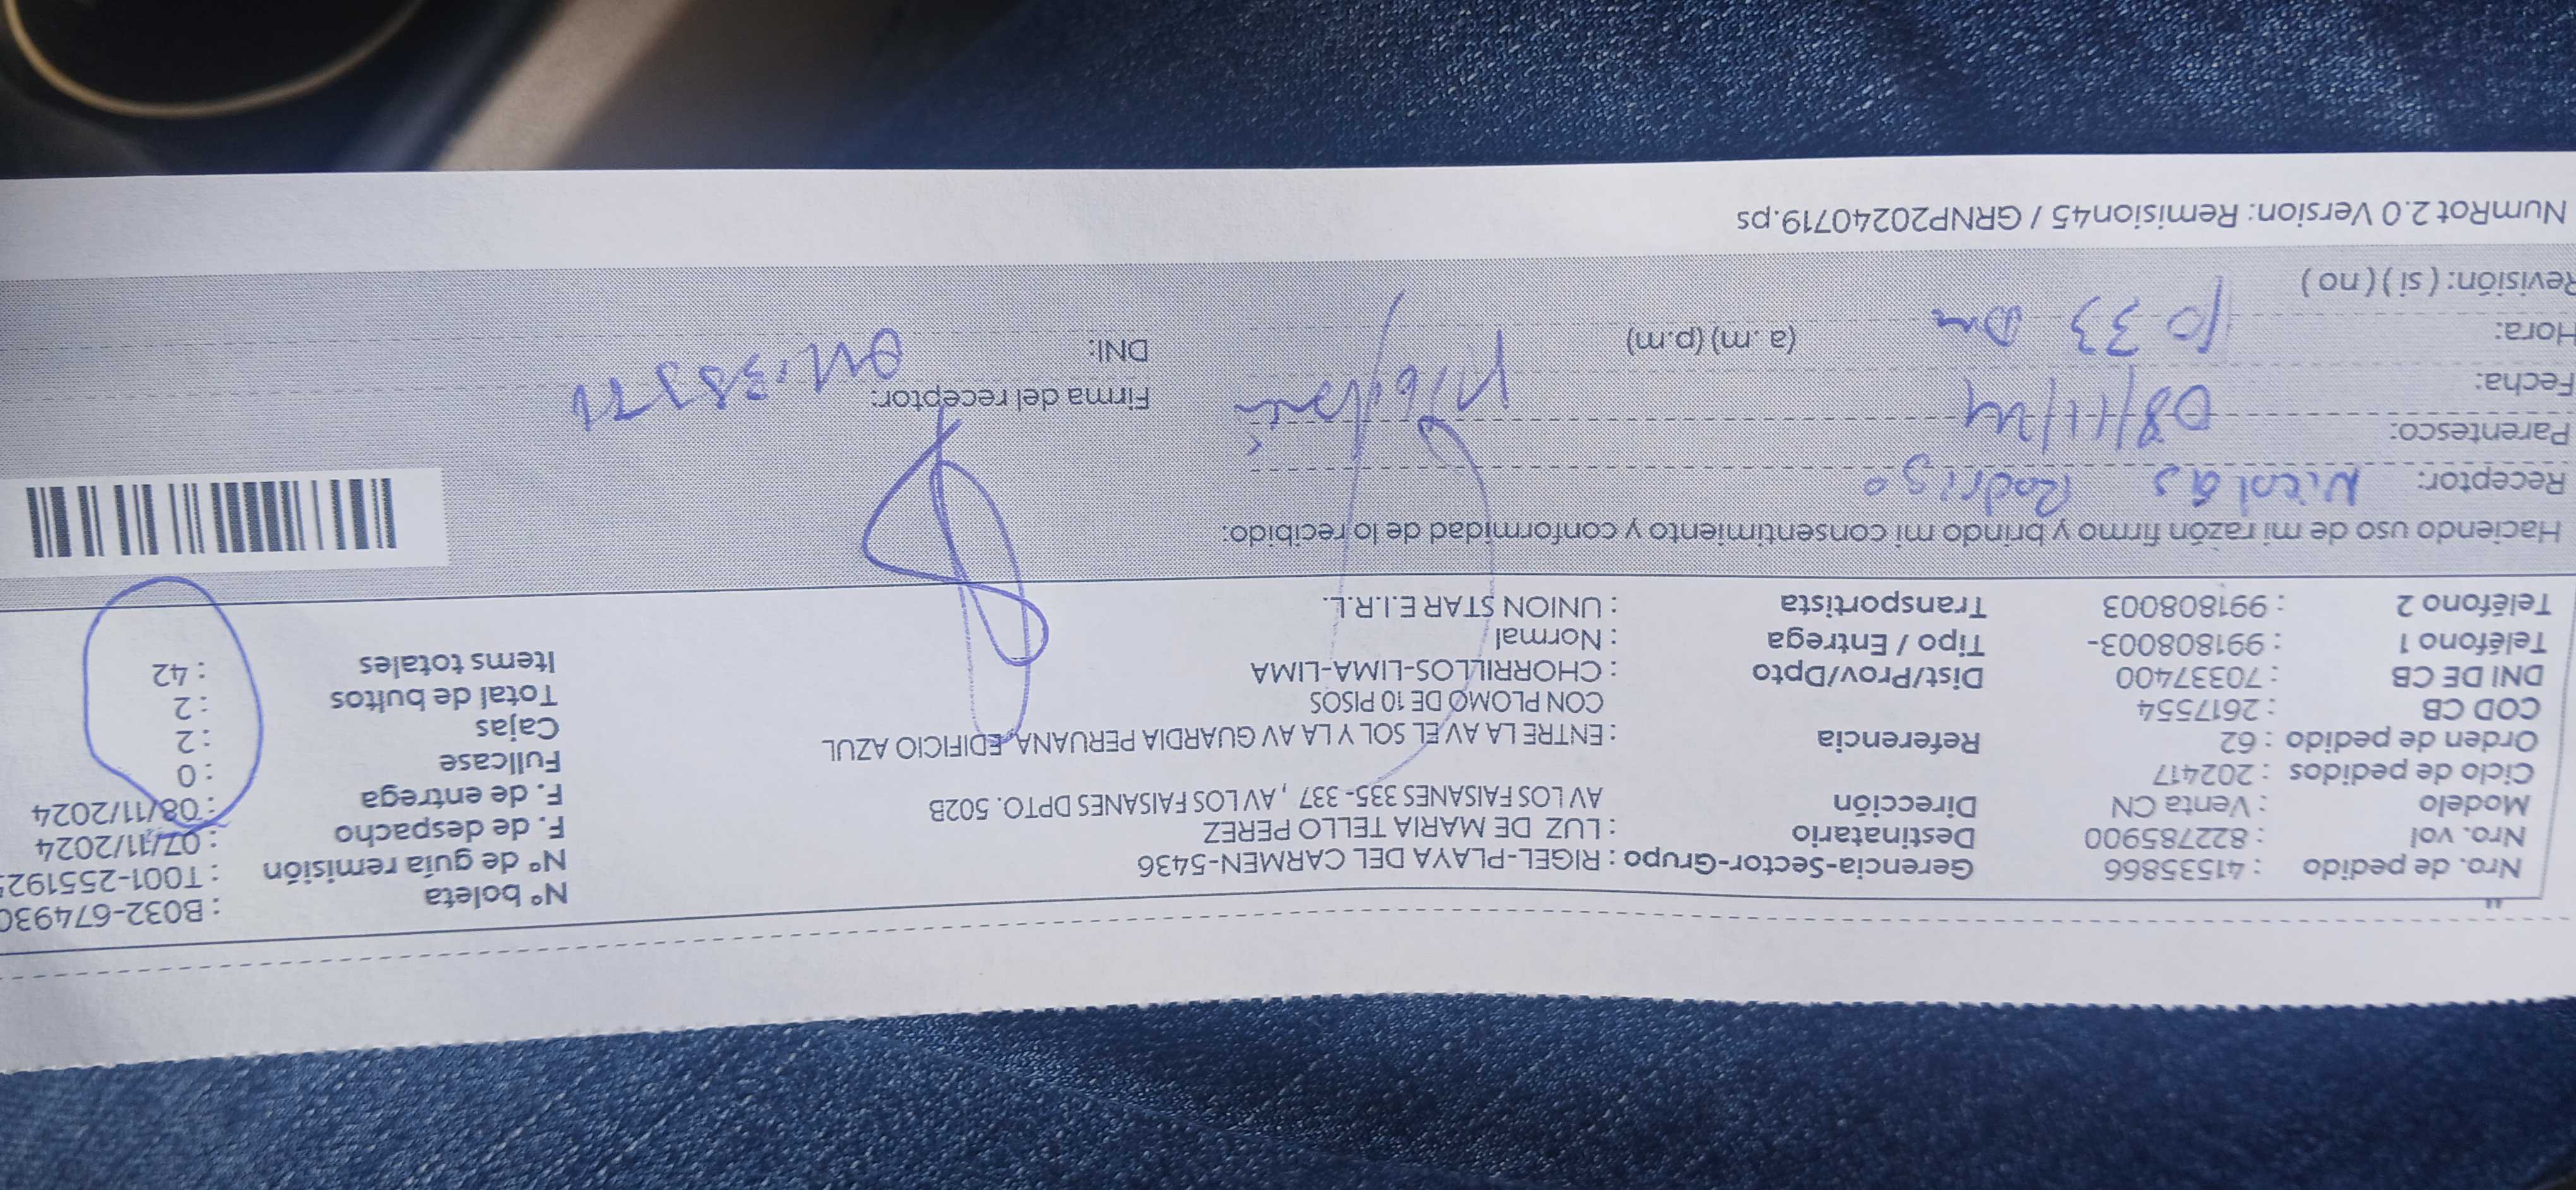 Nro. de pedido : 41535866 Gerencia-Sector-Grupo : RIGEL-PLAYA DEL CARMEN-5436 N° boleta : B032-674930
Nro. vol : 822785900 Destinatario : LUZ DE MARIA TELLO PEREZ N° de guía remisión : T001-255192
Modelo : Venta CN Dirección AV LOS FAISANES 335-337 , AV LOS FAISANES DPTO. 502B F. de despacho : 07/11/2024
Ciclo de pedidos : 202417 F. de entrega : 08/11/2024
Orden de pedido : 62 Referencia : ENTRE LA AV EL SOL Y LA AV GUARDIA PERUANA, EDIFICIO AZUL Fullcase : 0
COD CB : 2617554 CON PLOMO DE 10 PISOS Cajas : 2
DNI DE CB : 70337400 Dist/Prov/Dpto : CHORRILLOS-LIMA-LIMA Total de bultos : 2
Teléfono 1 : 991808003- Tipo / Entrega : Normal Items totales : 42
Teléfono 2 : 991808003 Transportista : UNION STAR E.I.R.L.
Haciendo uso de mi razón firmo y brindo mi consentimiento y conformidad de lo recibido:
Receptor: Nicolás Rodrigo
Parentesco:
Fecha: 08/11/24 Firma del receptor:
Hora: 10 33 am (a .m) (p.m) DNI:
Revisión: ( si ) ( no )
NumRot 2.0 Version: Remision45 / GRNP20240719.ps